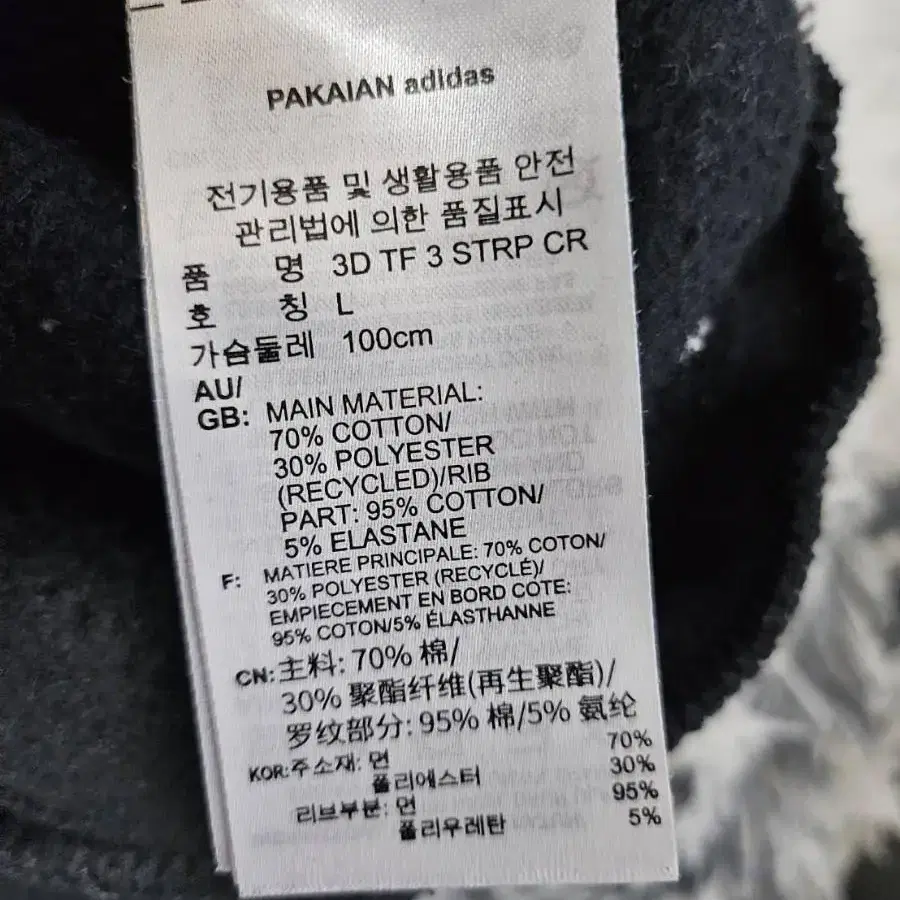 PAKAIAN adidas
전기용품 및 생활용품 안전
관리법에 의한 품질표시
품 명 3D TF 3 STRP CR
호 칭 L
가슴둘레 100cm
AU/
GB: MAIN MATERIAL:
70% COTTON/
30% POLYESTER
(RECYCLED)/RIB
PART: 95% COTTON/
5% ELASTANE
F: MATIERE PRINCIPALE: 70% COTON/
30% POLYESTER (RECYCLÉ)/
EMPIECEMENT EN BORD COTE:
95% COTON/5% ÉLASTHANNE
CN: 主料: 70% 棉/
30% 聚酯纤维(再生聚酯)/
罗纹部分: 95% 棉/5% 氨纶
KOR:주소재: 면 70%
폴리에스터 30%
리브부분: 면 95%
폴리우레탄 5%